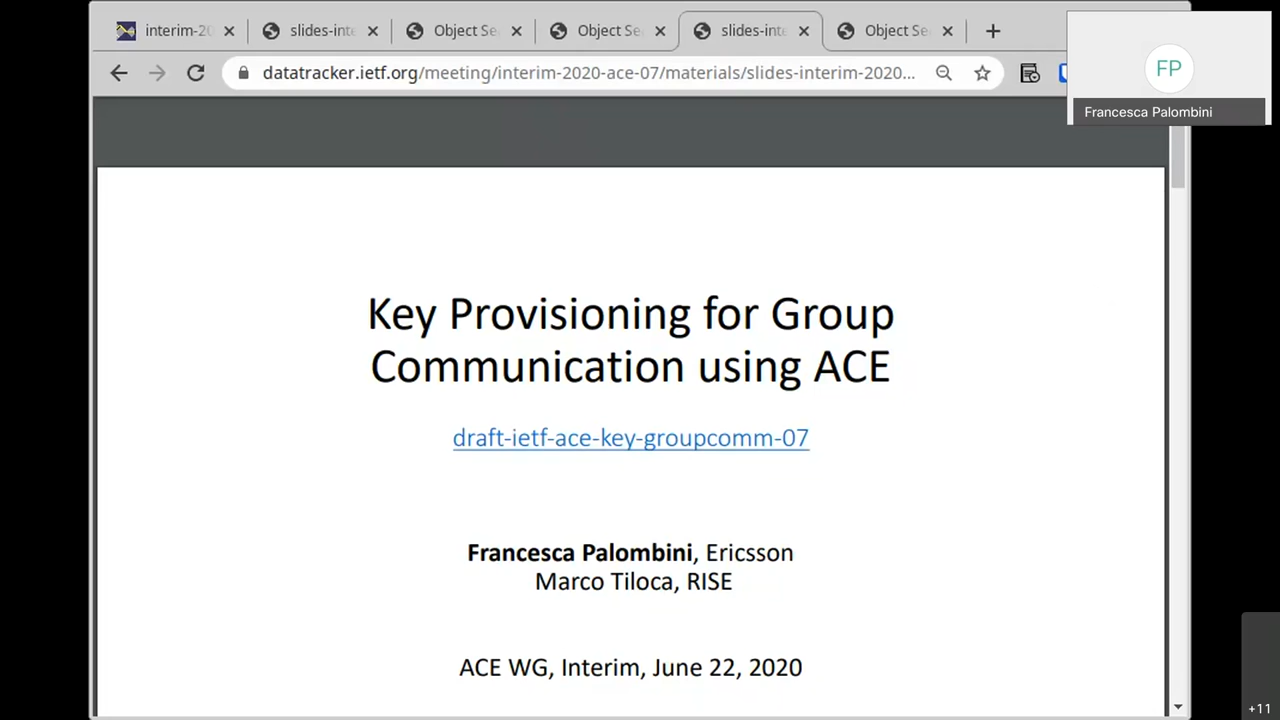 interim-20
slides-inte
Object Se
Object Se
slides-inte
Object Se
datatracker.ietf.org/meeting/interim-2020-ace-07/materials/slides-interim-2020...
FP
Francesca Palombini
Key Provisioning for Group
Communication using ACE
draft-ietf-ace-key-groupcomm-07
Francesca Palombini, Ericsson
Marco Tiloca, RISE
ACE WG, Interim, June 22, 2020
+11